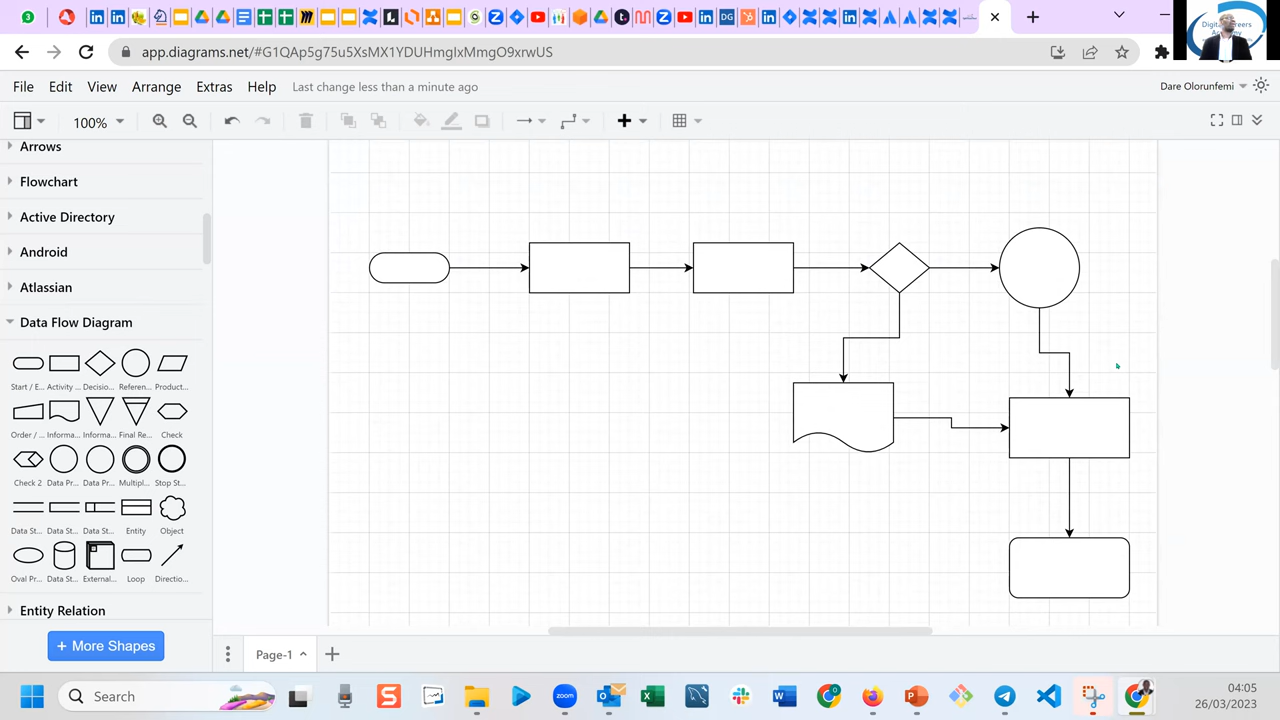 app.diagrams.net/#G1QAp5g75u5XsMX1YDUHmglxMmgO9xrwUS
File Edit View Arrange Extras Help Last change less than a minute ago
Dare Olorunfemi
100%
Arrows
Flowchart
Active Directory
Android
Atlassian
Data Flow Diagram
Start / E... Activity ... Decisio... Referen... Product...
Order / ... Informa... Informa... Final Re... Check
Check 2 Data Pr... Data Pr... Multipl... Stop St...
Data St... Data St... Data St... Entity Object
Oval Pr... Data St... External... Loop Directio...
Entity Relation
+ More Shapes
Page-1
Search
zoom
04:05
26/03/2023